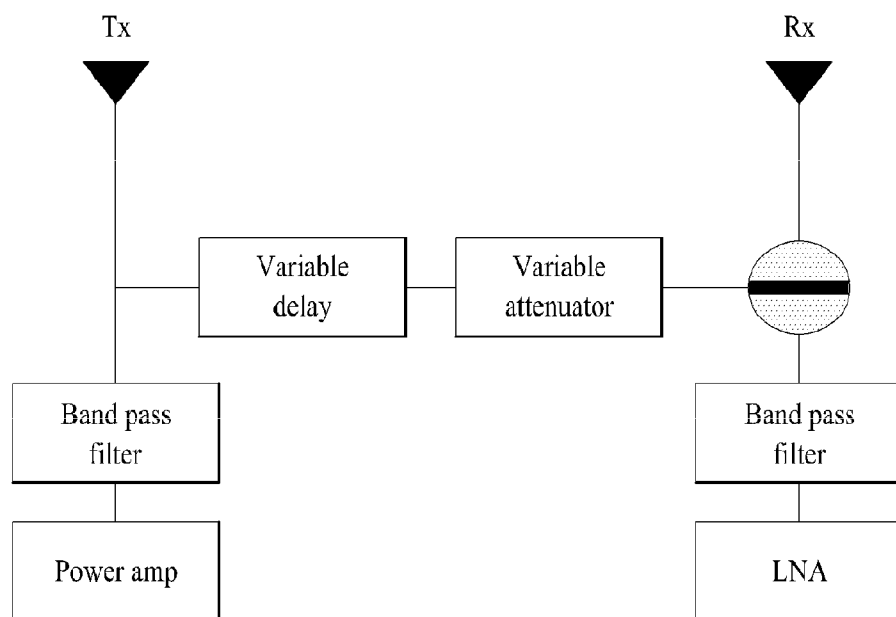 Tx
Rx
Variable
delay
Variable
attenuator
Band pass
filter
Band pass
filter
Power amp
LNA